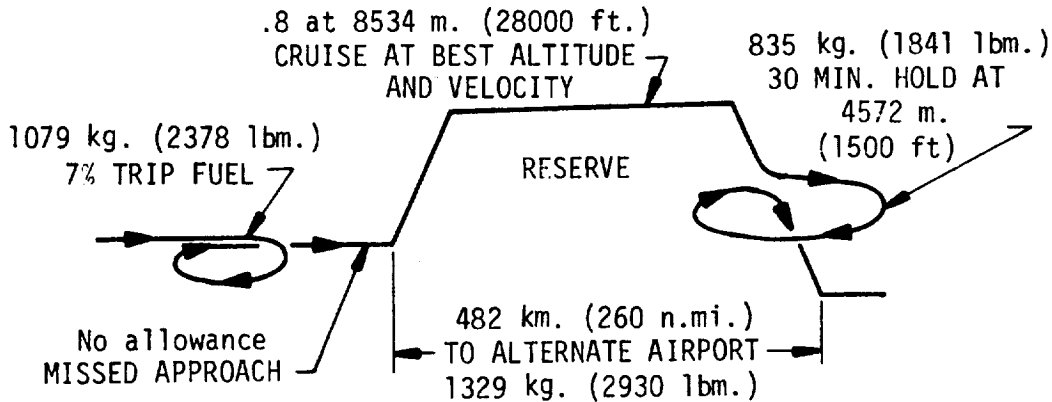 .8 at 8534 m. (28000 ft.)
CRUISE AT BEST ALTITUDE
AND VELOCITY
835 kg. (1841 lbm.)
30 MIN. HOLD AT
4572 m.
(1500 ft)
1079 kg. (2378 lbm.)
7% TRIP FUEL
RESERVE
No allowance
MISSED APPROACH
482 km. (260 n.mi.)
TO ALTERNATE AIRPORT
1329 kg. (2930 lbm.)